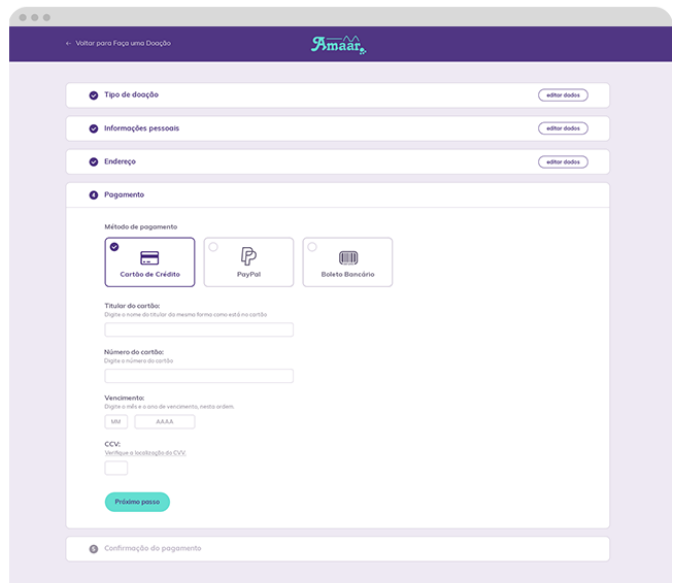 ← Voltar para Faça uma Doação
Amaar
Tipo de doação
editar dados
Informações pessoais
editar dados
Endereço
editar dados
4 Pagamento
Método de pagamento
Cartão de Crédito
PayPal
Boleto Bancário
Titular do cartão:
Digite o nome do titular da mesma forma como está no cartão
Número do cartão:
Digite o número do cartão
Vencimento:
Digite o mês e o ano de vencimento, nesta ordem.
MM
AAAA
CCV:
Verifique a localização do CVV.
Próximo passo
5 Confirmação do pagamento